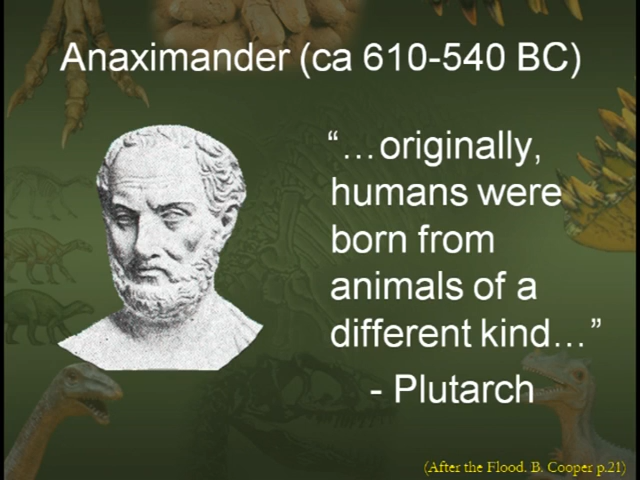 Anaximander (ca 610-540 BC)
“…originally,
humans were
born from
animals of a
different kind…”
- Plutarch
(After the Flood. B. Cooper p.21)